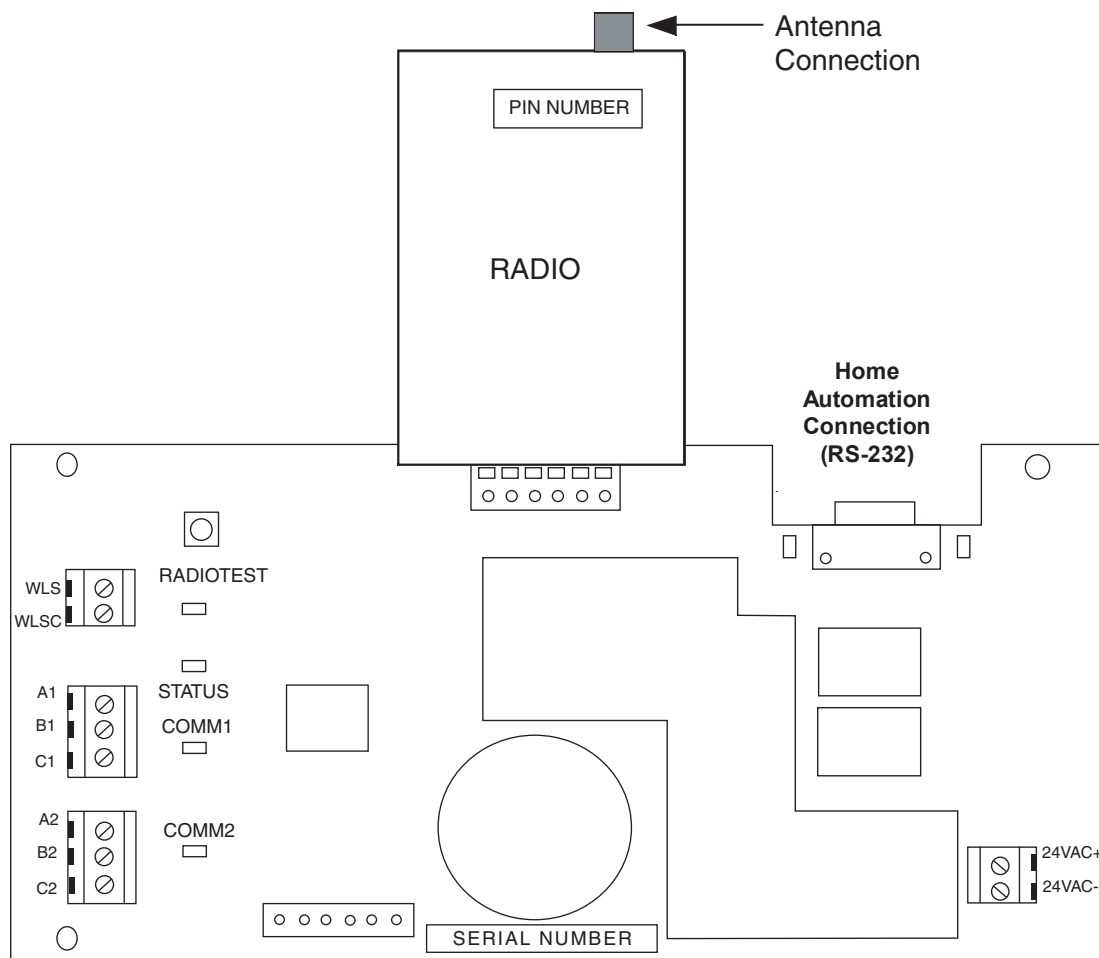 Antenna
Connection
PIN NUMBER
RADIO
Home
Automation
Connection
(RS-232)
RADIOTEST
WLS
WLSC
A1
STATUS
B1
COMM1
C1
A2
COMM2
B2
C2
24VAC+
24VAC-
SERIAL NUMBER